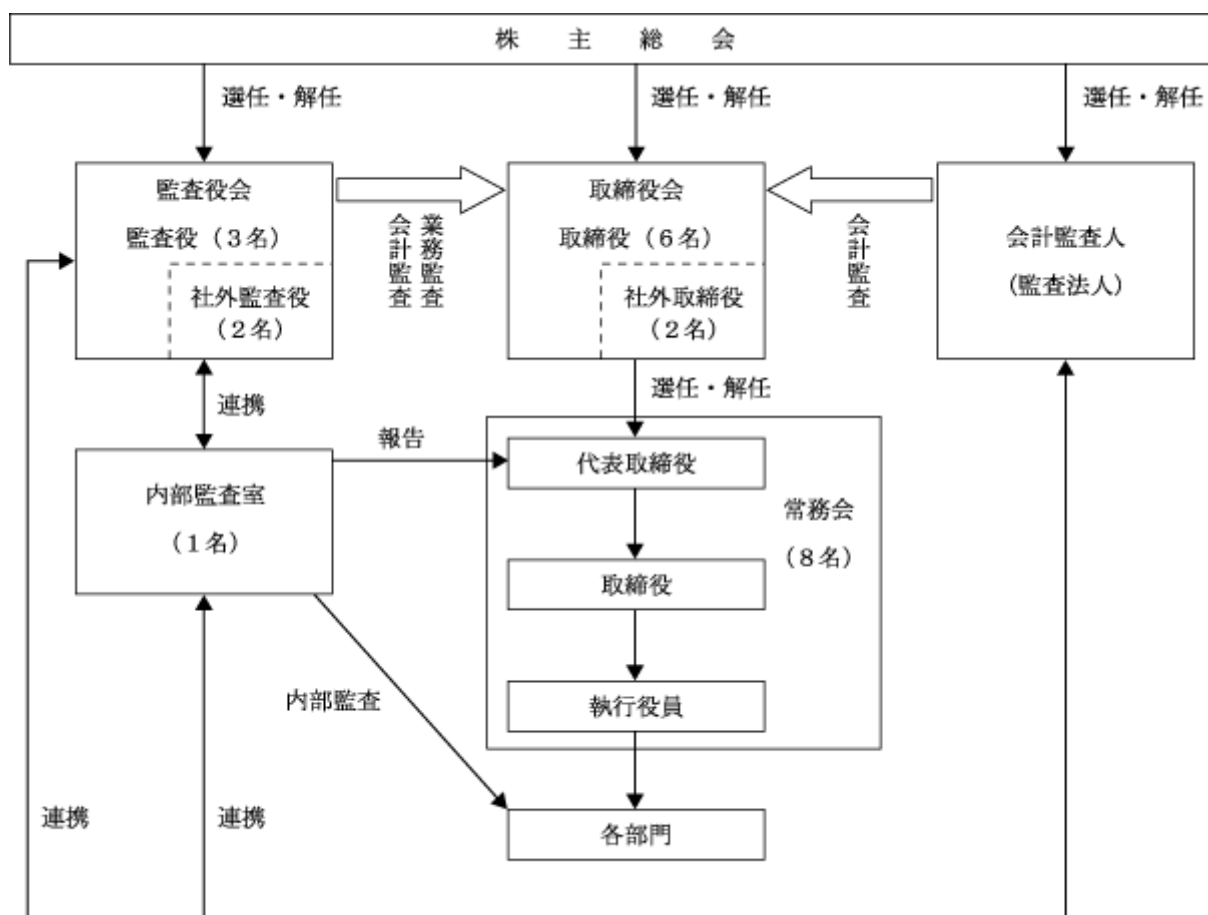 株主総会
選任・解任
選任・解任
選任・解任
監査役会
監査役(3名)
社外監査役
(2名)
業務監査
会計監査
取締役会
取締役(6名)
社外取締役
(2名)
会計監査
会計監査人
(監査法人)
連携
選任・解任
内部監査室
(1名)
報告
代表取締役
常務会
(8名)
取締役
執行役員
内部監査
各部門
連携
連携